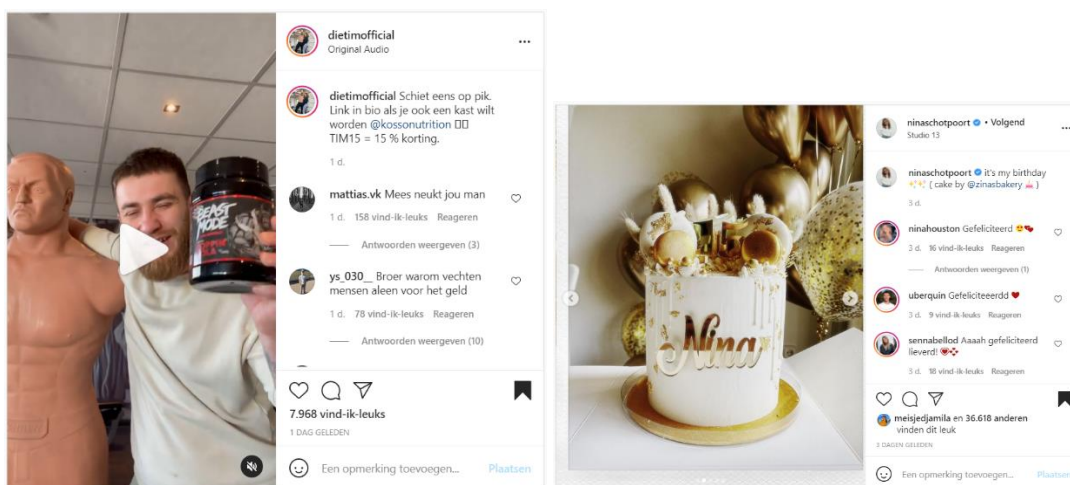 dietimofficial
Original Audio
dietimofficial Schiet eens op pik.
Link in bio als je ook een kast wilt
worden @kossonutrition
TIM15 = 15 % korting.
1 d.
mattias.vk Mees neukt jou man
1 d. 158 vind-ik-leuks Reageren
Antwoorden weergeven (3)
ys_030__ Broer warom vechten
mensen aleen voor het geld
1 d. 78 vind-ik-leuks Reageren
Antwoorden weergeven (10)
7.968 vind-ik-leuks
1 DAG GELEDEN
Een opmerking toevoegen... Plaatsen
BEAST
MODE
Nina
ninaschotpoort • Volgend
Studio 13
ninaschotpoort it's my birthday
✨✨ ( cake by @zinasbakery 🎂 )
3 d.
ninahouston Gefeliciteerd 😍💋
3 d. 16 vind-ik-leuks Reageren
Antwoorden weergeven (1)
uberquin Gefeliciteeerdd ♥
3 d. 9 vind-ik-leuks Reageren
sennabellod Aaaah gefeliciteerd
lieverd!
3 d. 18 vind-ik-leuks Reageren
meisjedjamila en 36.618 anderen
vinden dit leuk
3 DAGEN GELEDEN
Een opmerking toevoegen... Plaatsen